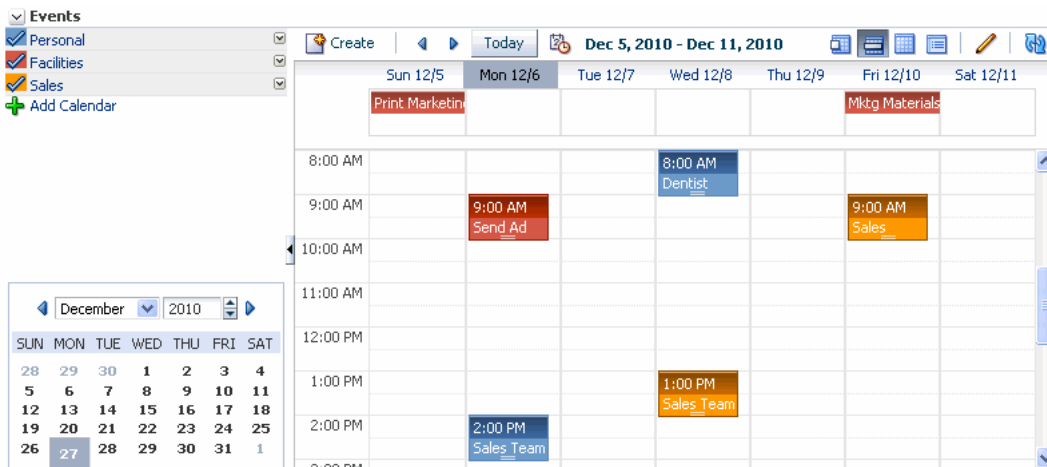 Events
Personal
Facilities
Sales
Add Calendar
Create Today Dec 5, 2010 - Dec 11, 2010
Sun 12/5 Mon 12/6 Tue 12/7 Wed 12/8 Thu 12/9 Fri 12/10 Sat 12/11
Print Marketin Mktg Materials
8:00 AM 8:00 AM
Dentist
9:00 AM 9:00 AM 9:00 AM
Send Ad Sales
10:00 AM
11:00 AM
12:00 PM
1:00 PM 1:00 PM
Sales Team
2:00 PM 2:00 PM
Sales Team
December 2010
SUN MON TUE WED THU FRI SAT
28 29 30 1 2 3 4
5 6 7 8 9 10 11
12 13 14 15 16 17 18
19 20 21 22 23 24 25
26 27 28 29 30 31 1